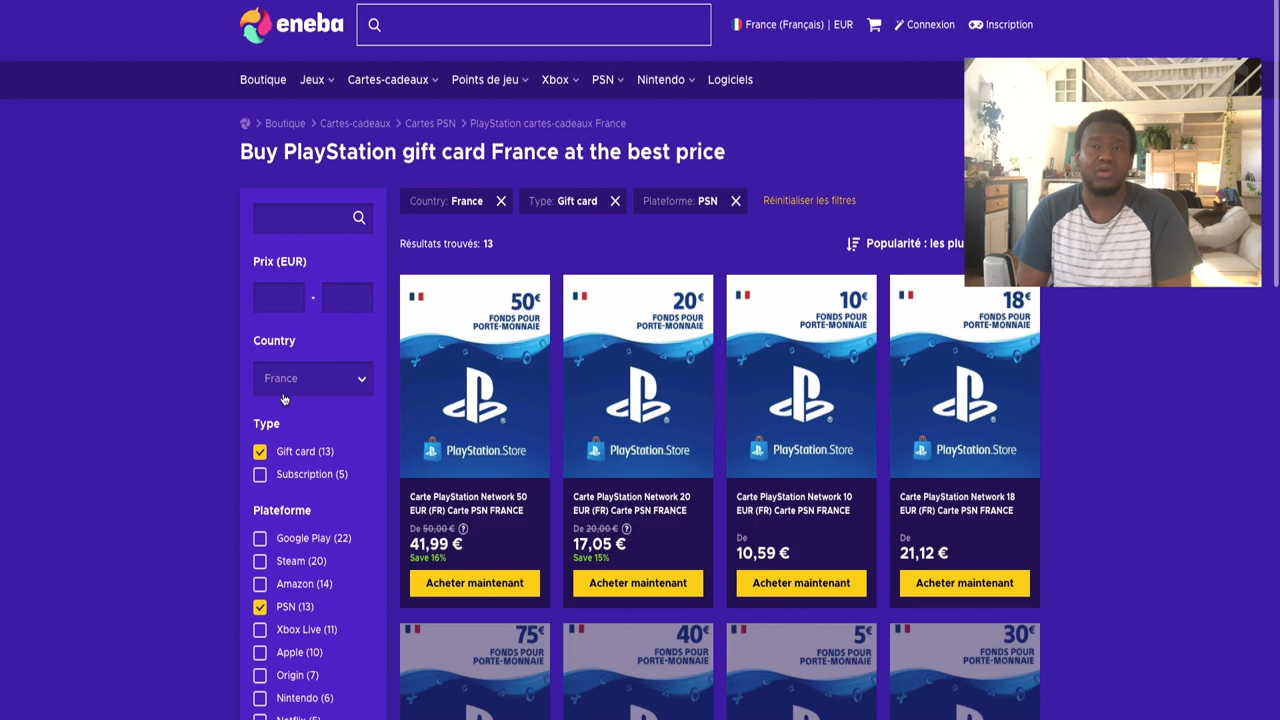 eneba
France (Français) | EUR
Connexion
Inscription
Boutique
Jeux
Cartes-cadeaux
Points de jeu
Xbox
PSN
Nintendo
Logiciels
Boutique > Cartes-cadeaux > Cartes PSN > PlayStation cartes-cadeaux France
Buy PlayStation gift card France at the best price
Country: France
Type: Gift card
Plateforme: PSN
Réinitialiser les filtres
Résultats trouvés: 13
Popularité : les plu
Prix (EUR)
-
Country
France
Type
Gift card (13)
Subscription (5)
Plateforme
Google Play (22)
Steam (20)
Amazon (14)
PSN (13)
Xbox Live (11)
Apple (10)
Origin (7)
Nintendo (6)
50€
FONDS POUR
PORTE-MONNAIE
PlayStation.Store
Carte PlayStation Network 50
EUR (FR) Carte PSN FRANCE
De 50,00 €
41,99 €
Save 16%
Acheter maintenant
20€
FONDS POUR
PORTE-MONNAIE
PlayStation.Store
Carte PlayStation Network 20
EUR (FR) Carte PSN FRANCE
De 20,00 €
17,05 €
Save 15%
Acheter maintenant
10€
FONDS POUR
PORTE-MONNAIE
PlayStation.Store
Carte PlayStation Network 10
EUR (FR) Carte PSN FRANCE
De
10,59 €
Acheter maintenant
18€
FONDS POUR
PORTE-MONNAIE
PlayStation.Store
Carte PlayStation Network 18
EUR (FR) Carte PSN FRANCE
De
21,12 €
Acheter maintenant
75€
FONDS POUR
PORTE-MONNAIE
40€
FONDS POUR
PORTE-MONNAIE
5€
FONDS POUR
PORTE-MONNAIE
30€
FONDS POUR
PORTE-MONNAIE